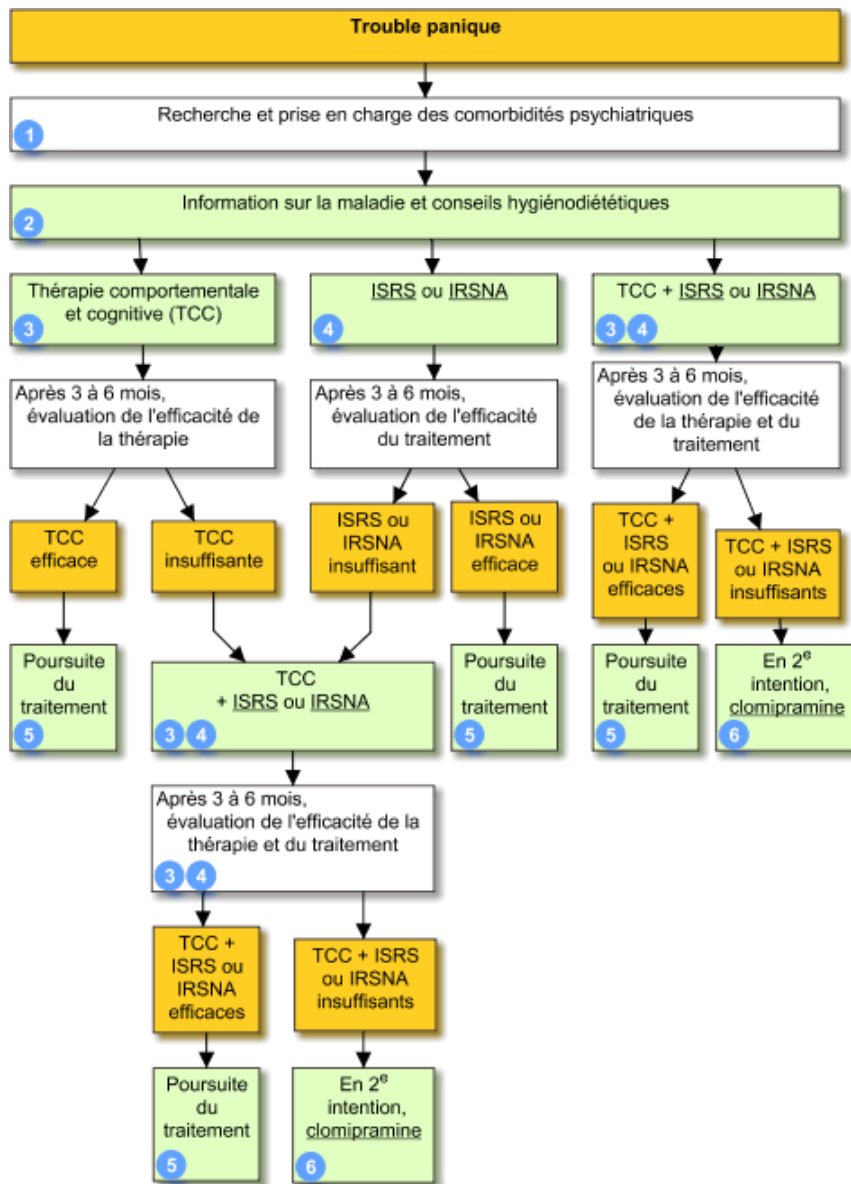 Trouble panique
Recherche et prise en charge des comorbidités psychiatriques
1
Information sur la maladie et conseils hygiénodiététiques
2
Thérapie comportementale
et cognitive (TCC)
3
ISRS ou IRSNA
4
TCC + ISRS ou IRSNA
3 4
Après 3 à 6 mois,
évaluation de l'efficacité de
la thérapie
Après 3 à 6 mois,
évaluation de l'efficacité
du traitement
Après 3 à 6 mois,
évaluation de l'efficacité
de la thérapie et du
traitement
TCC
efficace
TCC
insuffisante
ISRS ou
IRSNA
insuffisant
ISRS ou
IRSNA
efficace
TCC +
ISRS
ou IRSNA
efficaces
TCC + ISRS
ou IRSNA
insuffisants
Poursuite
du
traitement
5
TCC
+ ISRS ou IRSNA
3 4
Poursuite
du
traitement
5
Poursuite
du
traitement
5
En 2e
intention,
clomipramine
6
Après 3 à 6 mois,
évaluation de l'efficacité de la
thérapie et du traitement
3 4
TCC +
ISRS ou
IRSNA
efficaces
TCC + ISRS
ou IRSNA
insuffisants
Poursuite
du
traitement
5
En 2e
intention,
clomipramine
6